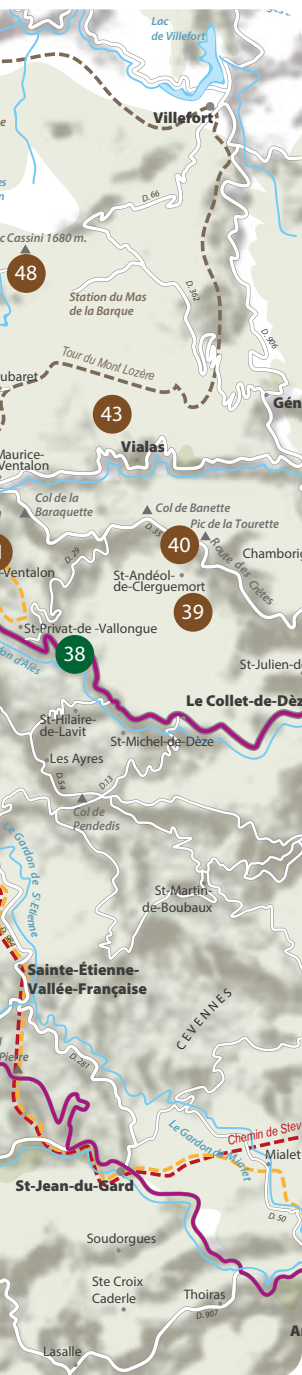 Lac
de Villefort
Villefort
D.66
c Cassini 1680 m.
48
Station du Mas
de la Barque
D.362
D.906
Tour du Mont Lozère
ubaret
Gén
43
Vialas
Maurice-
Ventalon
Col de la
Baraquette
Col de Banette
D.35
Pic de la Tourette
40
Route des Crêtes
Chamborig
D.29
-Ventalon
St-Andéol-
de-Clerguemort
39
St-Privat-de -Vallongue
don d'Alès
38
St-Julien-d
Le Collet-de-Dèz
St-Hilaire-
de-Lavit
St-Michel-de-Dèze
Les Ayres
D.54
D.13
Col de
Pendedis
Le Gardon de St Etienne
St-Martin-
de-Boubaux
Sainte-Étienne-
Vallée-Française
CEVENNES
Pierre
D.281
Le Gardon de Mialet
Chemin de Stev
Mialet
St-Jean-du-Gard
D.50
Soudorgues
Ste Croix
Caderle
Thoiras
D.907
A
Lasalle